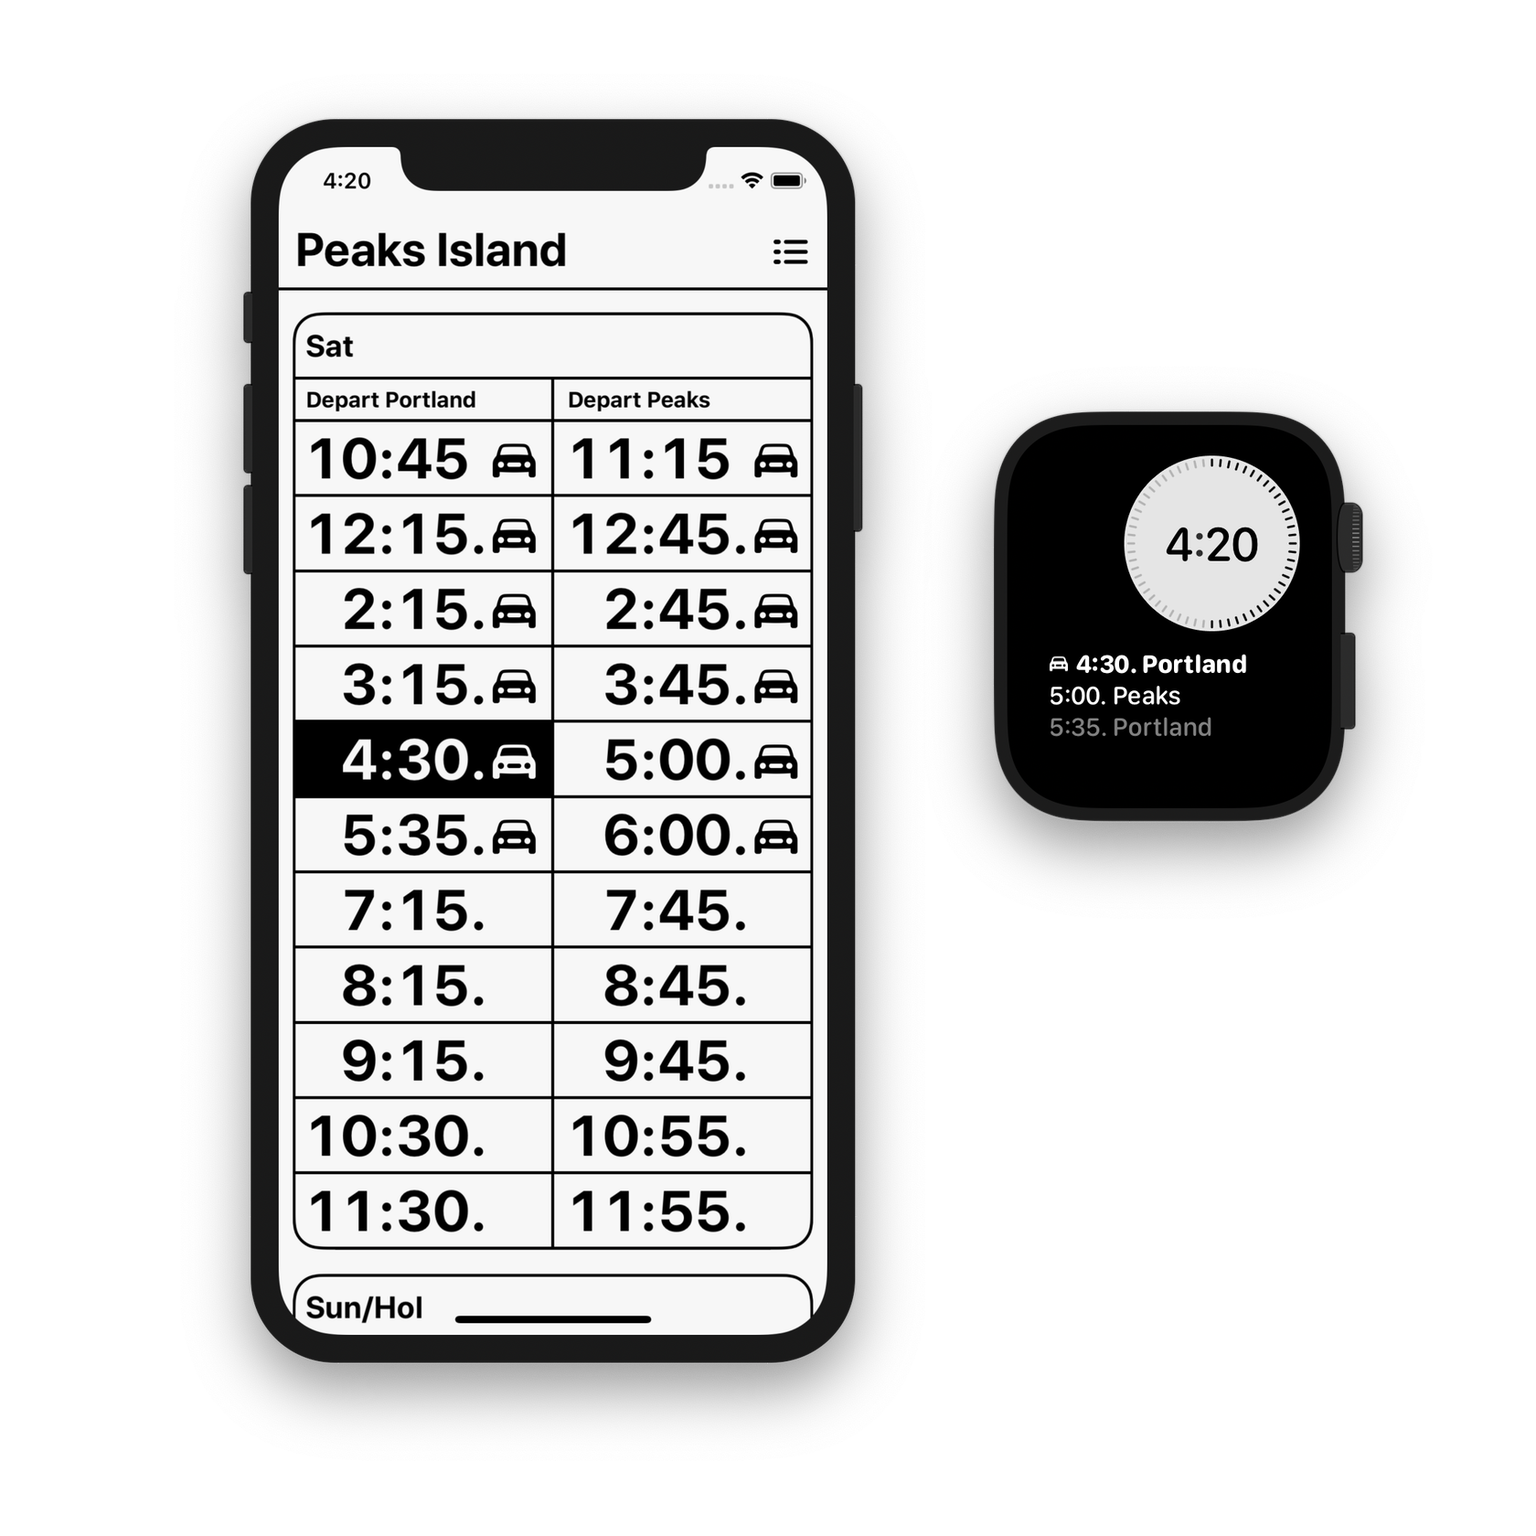 4:20
Peaks Island
Sat
Depart Portland Depart Peaks
10:45 11:15
12:15. 12:45.
2:15. 2:45.
3:15. 3:45.
4:30. 5:00.
5:35. 6:00.
7:15. 7:45.
8:15. 8:45.
9:15. 9:45.
10:30. 10:55.
11:30. 11:55.
Sun/Hol
4:20
4:30. Portland
5:00. Peaks
5:35. Portland